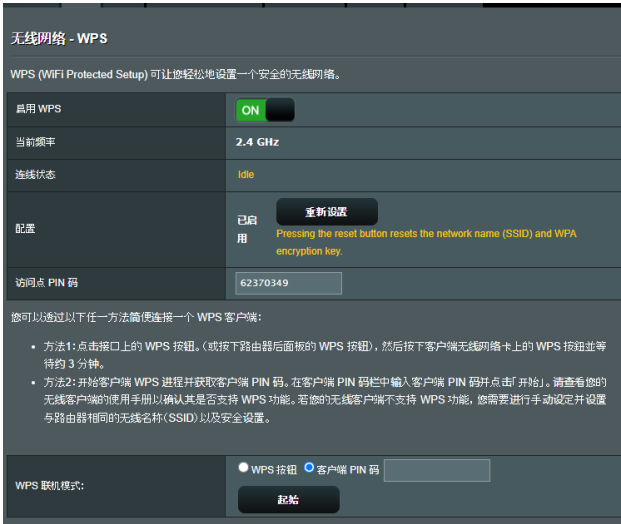 无线网络 - WPS
WPS (WiFi Protected Setup) 可让您轻松地设置一个安全的无线网络。
启用 WPS
ON
当前频率
2.4 GHz
连线状态
Idle
配置
已启
用
重新设置
Pressing the reset button resets the network name (SSID) and WPA
encryption key.
访问点 PIN 码
62370349
您可以透过以下任一方法简便连接一个 WPS 客户端：
• 方法1：点击接口上的 WPS 按钮。（或按下路由器后面板的 WPS 按钮），然后按下客户端无线网络卡上的 WPS 按鈕並等
待约 3 分钟。
• 方法2：开始客户端 WPS 进程并获取客户端 PIN 码。在客户端 PIN 码栏中输入客户端 PIN 码并点击「开始」。请查看您的
无线客户端的使用手册以确认其是否支持 WPS 功能。若您的无线客户端不支持 WPS 功能，您需要进行手动设定并设置
与路由器相同的无线名称（SSID）以及安全设置。
WPS 联机模式：
WPS 按钮 客户端 PIN 码
起始